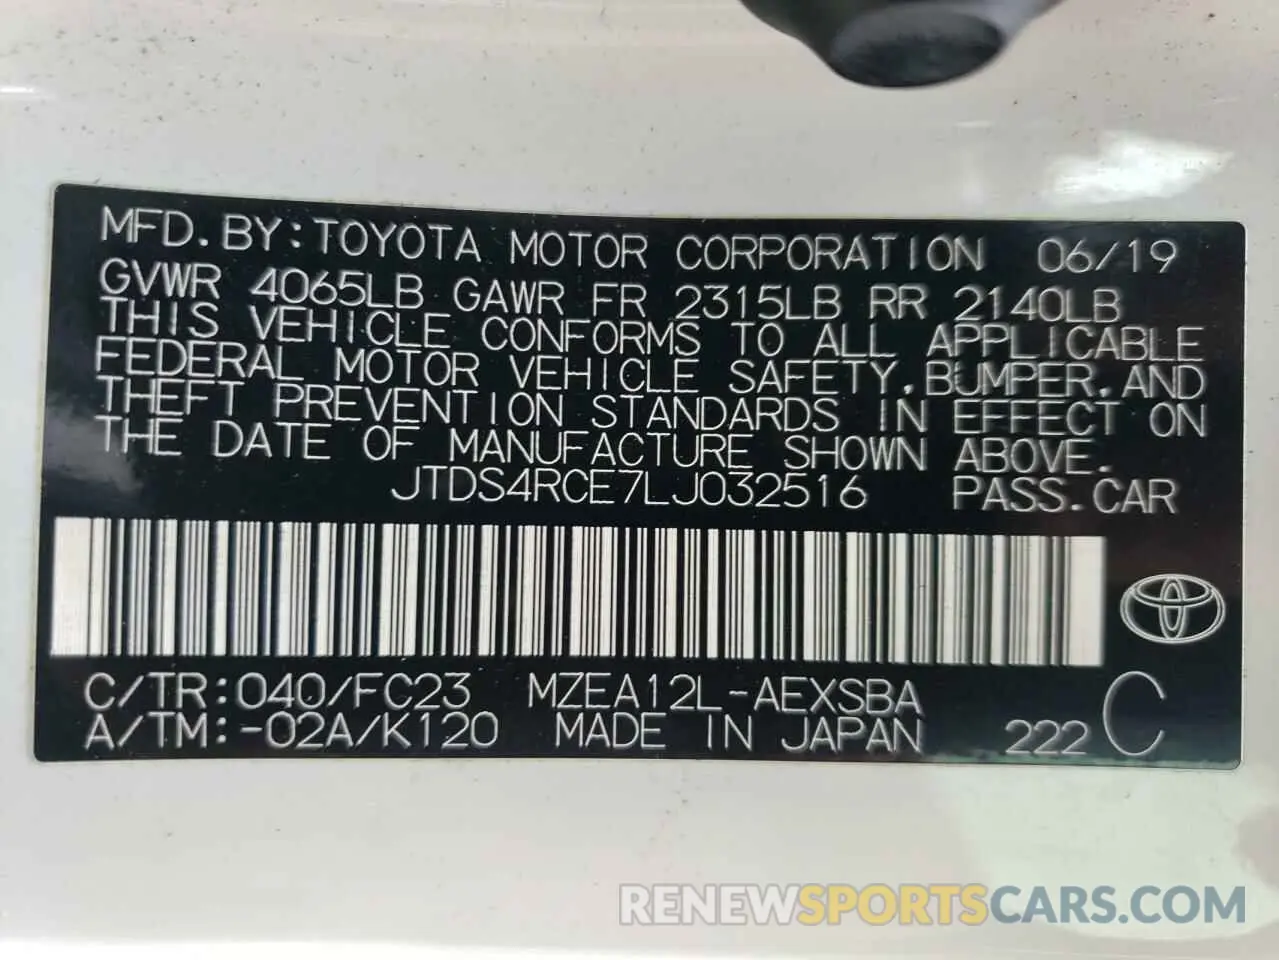 MFD. BY: TOYOTA MOTOR CORPORATION 06/19
GVWR 4065LB GAWR FR 2315LB RR 2140LB
THIS VEHICLE CONFORMS TO ALL APPLICABLE
FEDERAL MOTOR VEHICLE SAFETY, BUMPER, AND
THEFT PREVENTION STANDARDS IN EFFECT ON
THE DATE OF MANUFACTURE SHOWN ABOVE.
JTDS4RCE7LJ032516 PASS. CAR
C/TR: 040/FC23 MZEA12L-AEXSBA
A/TM: -02A/K120 MADE IN JAPAN 222 C
RENEWSPORTSCARS.COM